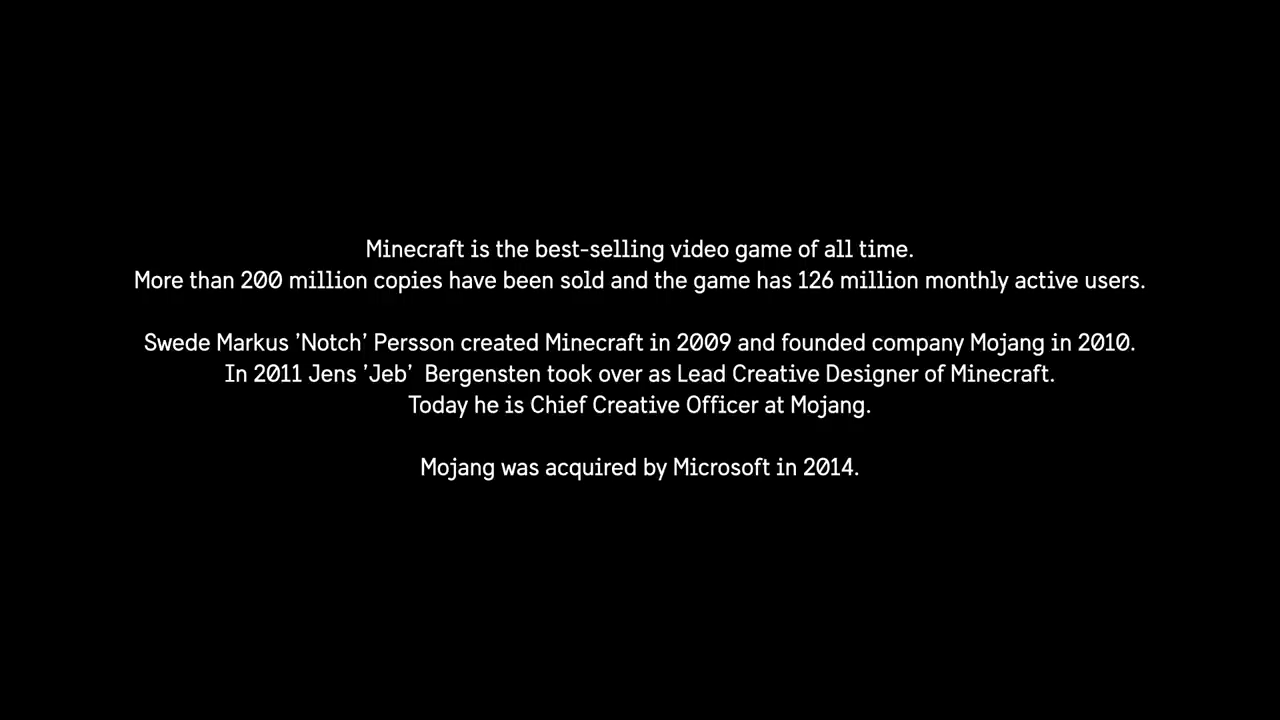 Minecraft is the best-selling video game of all time.
More than 200 million copies have been sold and the game has 126 million monthly active users.
Swede Markus ’Notch’ Persson created Minecraft in 2009 and founded company Mojang in 2010.
In 2011 Jens ’Jeb’  Bergensten took over as Lead Creative Designer of Minecraft.
Today he is Chief Creative Officer at Mojang.
Mojang was acquired by Microsoft in 2014.